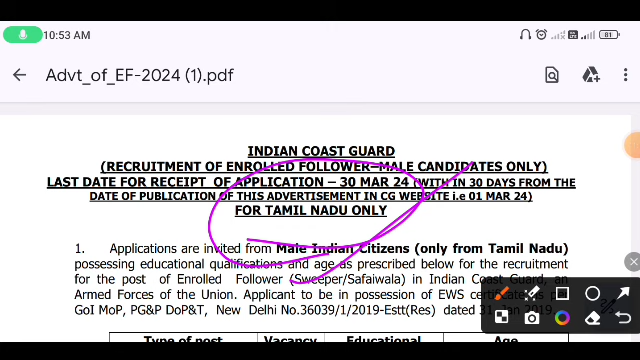 10:53 AM
81
Advt_of_EF-2024 (1).pdf
INDIAN COAST GUARD
(RECRUITMENT OF ENROLLED FOLLOWER–MALE CANDIDATES ONLY)
LAST DATE FOR RECEIPT OF APPLICATION – 30 MAR 24 (WITH IN 30 DAYS FROM THE
DATE OF PUBLICATION OF THIS ADVERTISEMENT IN CG WEBSITE i.e 01 MAR 24)
FOR TAMIL NADU ONLY
1. Applications are invited from Male Indian Citizens (only from Tamil Nadu)
possessing educational qualifications and age as prescribed below for the recruitment
for the post of Enrolled Follower (Sweeper/Safaiwala) in Indian Coast Guard, an
Armed Forces of the Union. Applicant to be in possession of EWS
GoI MoP, PG&P DoP&T, New Delhi No.36039/1/2019-Estt(Res) dated 31 Jan 2019
Type of post Vacancy Educational Age